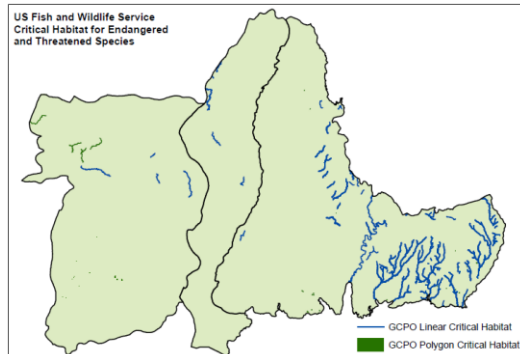 US Fish and Wildlife Service
Critical Habitat for Endangered
and Threatened Species
GCPO Linear Critical Habitat
GCPO Polygon Critical Habitat